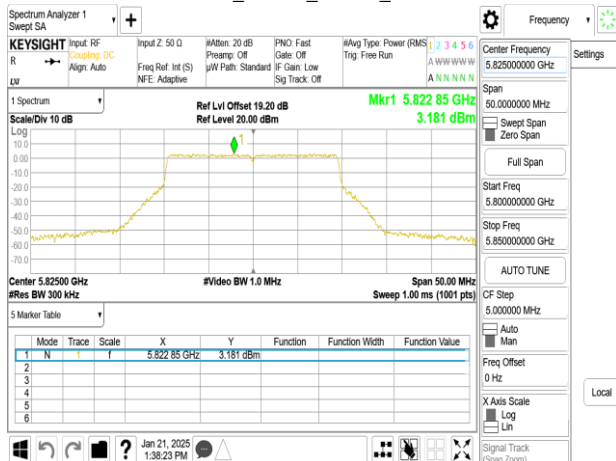 Spectrum Analyzer 1
Swept SA
+
Frequency
KEYSIGHT
R
Input: RF
Coupling: DC
Align: Auto
Input Z: 50 Ω
Freq Ref: Int (S)
NFE: Adaptive
#Atten: 20 dB
Preamp: Off
µW Path: Standard
PNO: Fast
Gate: Off
IF Gain: Low
Sig Track: Off
#Avg Type: Power (RMS
Trig: Free Run
1 2 3 4 5 6
A W W W W W
A N N N N N
1 Spectrum
Scale/Div 10 dB
Ref Lvl Offset 19.20 dB
Ref Level 20.00 dBm
Mkr1 5.822 85 GHz
3.181 dBm
Log
10.0
0.00
-10.0
-20.0
-30.0
-40.0
-50.0
-60.0
-70.0
1
Center 5.82500 GHz
#Res BW 300 kHz
#Video BW 1.0 MHz
Span 50.00 MHz
Sweep 1.00 ms (1001 pts)
5 Marker Table
Mode Trace Scale X Y Function Function Width Function Value
1 N 1 f 5.822 85 GHz 3.181 dBm
2
3
4
5
6
Jan 21, 2025
1:38:23 PM
?
Center Frequency
5.825000000 GHz
Span
50.0000000 MHz
Swept Span
Zero Span
Full Span
Start Freq
5.800000000 GHz
Stop Freq
5.850000000 GHz
AUTO TUNE
CF Step
5.000000 MHz
Auto
Man
Freq Offset
0 Hz
X Axis Scale
Log
Lin
Signal Track
(Span Zoom)
Settings
Local